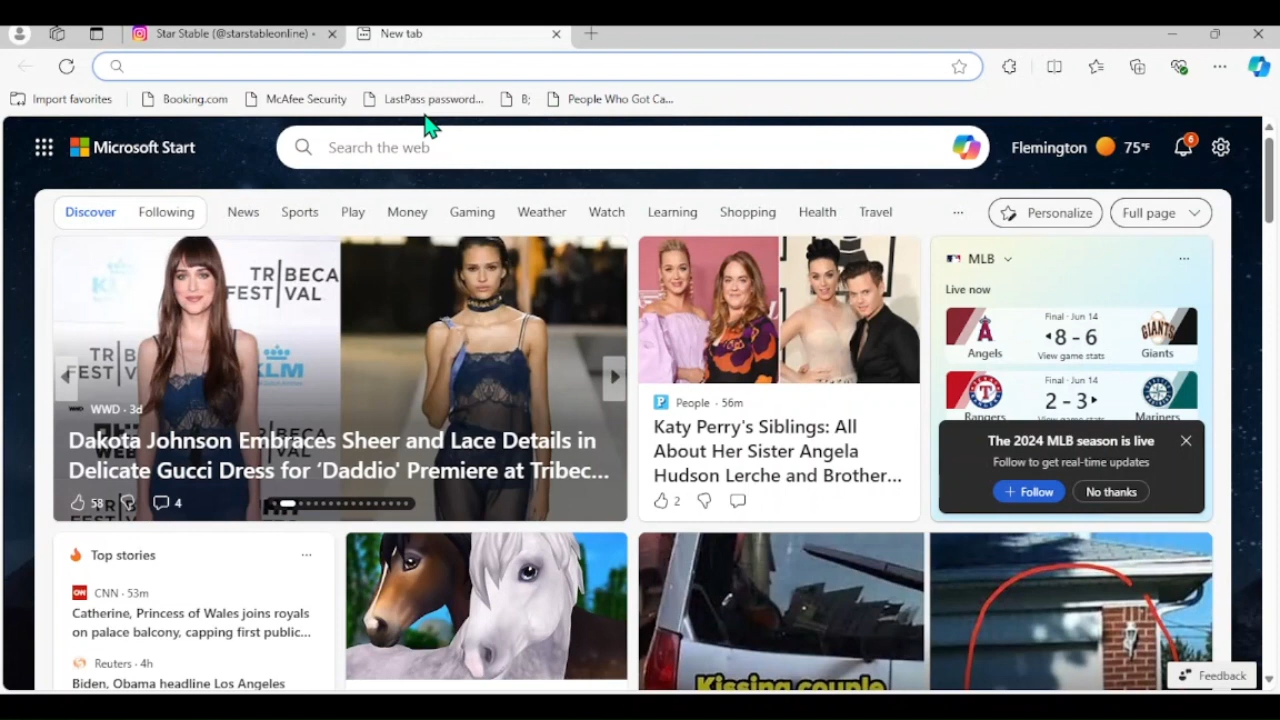 Star Stable (@starstableonline) •
New tab
Import favorites
Booking.com
McAfee Security
LastPass password...
B;
People Who Got Ca...
Microsoft Start
Search the web
Flemington
75°F
6
Discover
Following
News
Sports
Play
Money
Gaming
Weather
Watch
Learning
Shopping
Health
Travel
...
Personalize
Full page
TRIBECA
FESTIVAL
KLM
WWD · 3d
Dakota Johnson Embraces Sheer and Lace Details in
Delicate Gucci Dress for 'Daddio' Premiere at Tribec...
58
4
People · 56m
Katy Perry's Siblings: All
About Her Sister Angela
Hudson Lerche and Brother...
2
MLB
Live now
Final · Jun 14
8 - 6
View game stats
Angels
Giants
Final · Jun 14
2 - 3
View game stats
Rangers
Mariners
The 2024 MLB season is live
Follow to get real-time updates
+ Follow
No thanks
Top stories
CNN · 53m
Catherine, Princess of Wales joins royals
on palace balcony, capping first public...
Reuters · 4h
Biden, Obama headline Los Angeles
Kissing couple
Feedback